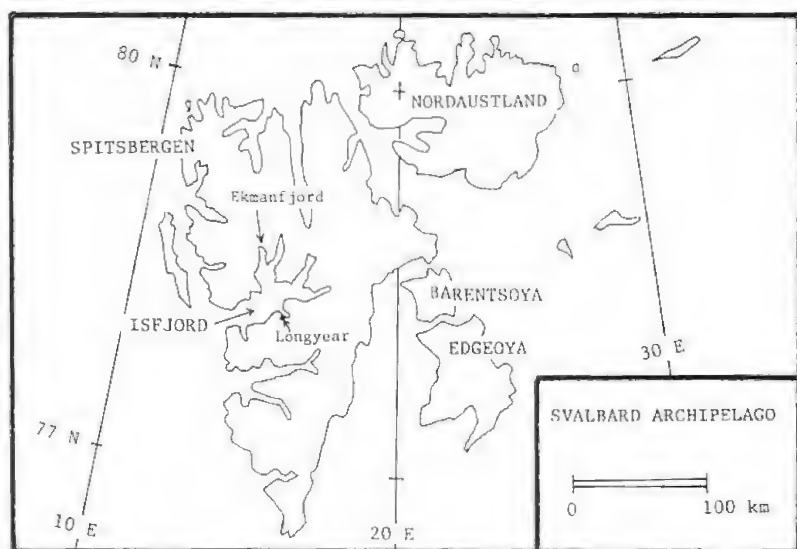 80 N
NORDAUSTLAND
SPITSBERGEN
Ekmanfjord
BARENTSOYA
ISFJORD
Longyear
EDGEOYA
30 E
SVALBARD ARCHIPELAGO
77 N
0 100 km
10 E
20 E